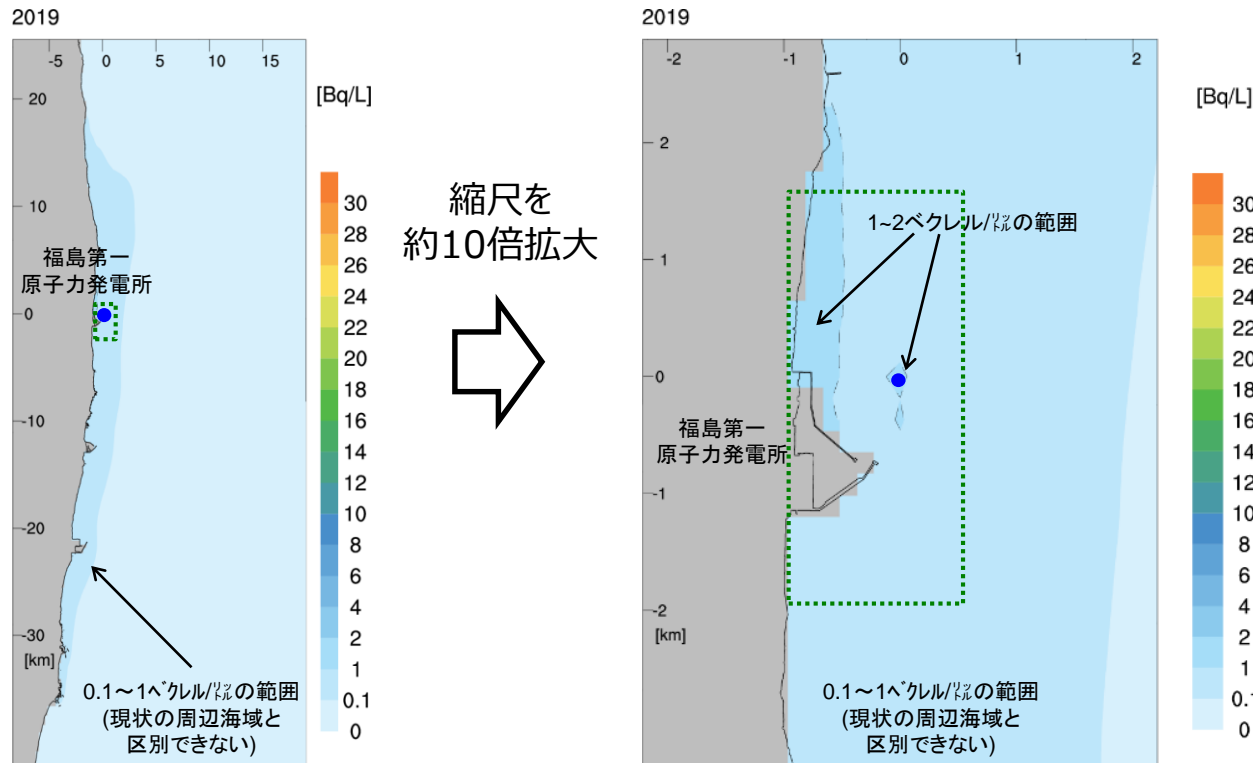 2019
-5 0 5 10 15
20
10
0
-10
-20
-30
[km]
福島第一
原子力発電所
0.1～1ベクレル/リットルの範囲
(現状の周辺海域と
区別できない)
[Bq/L]
30
28
26
24
22
20
18
16
14
12
10
8
6
4
2
1
0.1
0
縮尺を
約10倍拡大
2019
-2 -1 0 1 2
2
1
0
-1
-2
[km]
1~2ベクレル/リットルの範囲
福島第一
原子力発電所
0.1～1ベクレル/リットルの範囲
(現状の周辺海域と
区別できない)
[Bq/L]
30
28
26
24
22
20
18
16
14
12
10
8
6
4
2
1
0.1
0